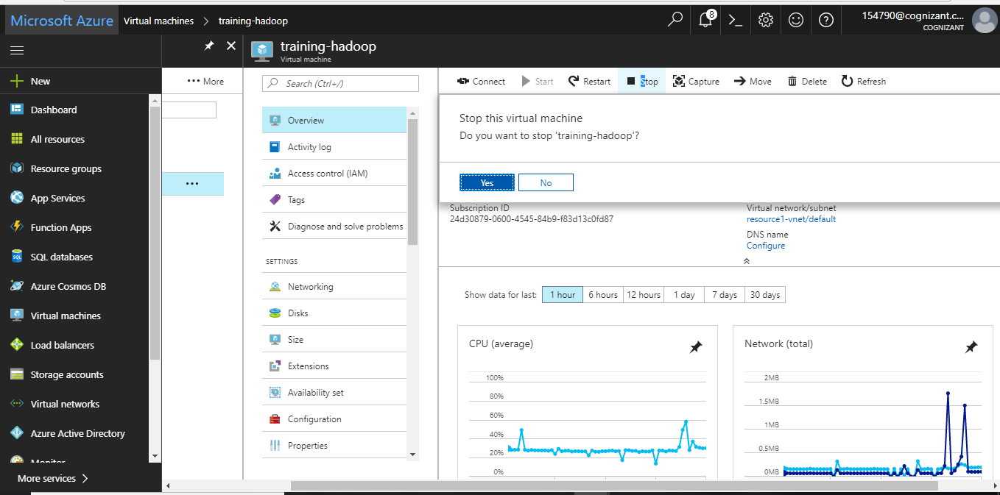 Microsoft Azure
Virtual machines
training-hadoop
8
154790@cognizant.c...
COGNIZANT
New
Dashboard
All resources
Resource groups
App Services
Function Apps
SQL databases
Azure Cosmos DB
Virtual machines
Load balancers
Storage accounts
Virtual networks
Azure Active Directory
Monitor
More services
More
training-hadoop
Virtual machine
Search (Ctrl+/)
Overview
Activity log
Access control (IAM)
Tags
Diagnose and solve problems
SETTINGS
Networking
Disks
Size
Extensions
Availability set
Configuration
Properties
Connect Start Restart Stop Capture Move Delete Refresh
Stop this virtual machine
Do you want to stop 'training-hadoop'?
Yes No
Subscription ID
24d30879-0600-4545-84b9-f83d13c0fd87
Virtual network/subnet
resource1-vnet/default
DNS name
Configure
Show data for last: 1 hour 6 hours 12 hours 1 day 7 days 30 days
CPU (average)
100%
80%
60%
40%
20%
0%
Network (total)
2MB
1.5MB
1MB
0.5MB
0MB